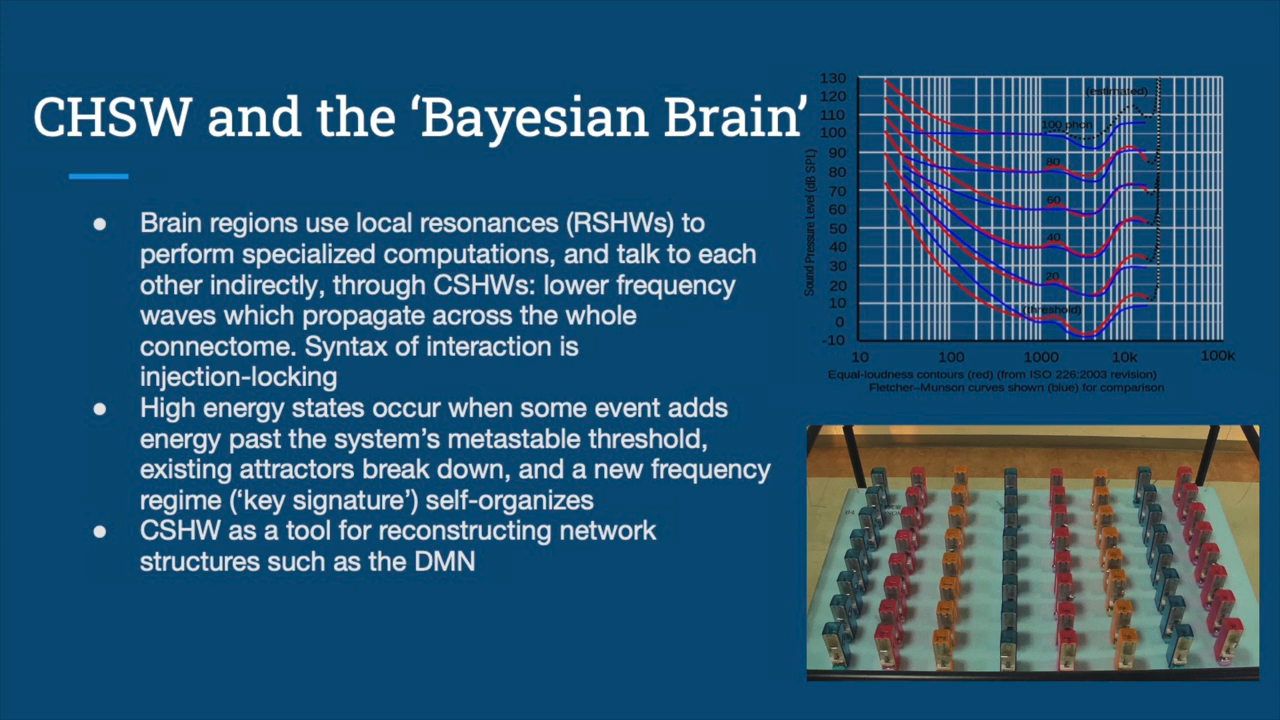 CHSW and the ‘Bayesian Brain’
● Brain regions use local resonances (RSHWs) to
perform specialized computations, and talk to each
other indirectly, through CSHWs: lower frequency
waves which propagate across the whole
connectome. Syntax of interaction is
injection-locking
● High energy states occur when some event adds
energy past the system’s metastable threshold,
existing attractors break down, and a new frequency
regime (‘key signature’) self-organizes
● CSHW as a tool for reconstructing network
structures such as the DMN
Sound Pressure Level (dB SPL)
130
120
110
100
90
80
70
60
50
40
30
20
10
0
-10
(estimated)
100 phon
80
60
40
20
(threshold)
10 100 1000 10k 100k
Equal-loudness contours (red) (from ISO 226:2003 revision)
Fletcher–Munson curves shown (blue) for comparison